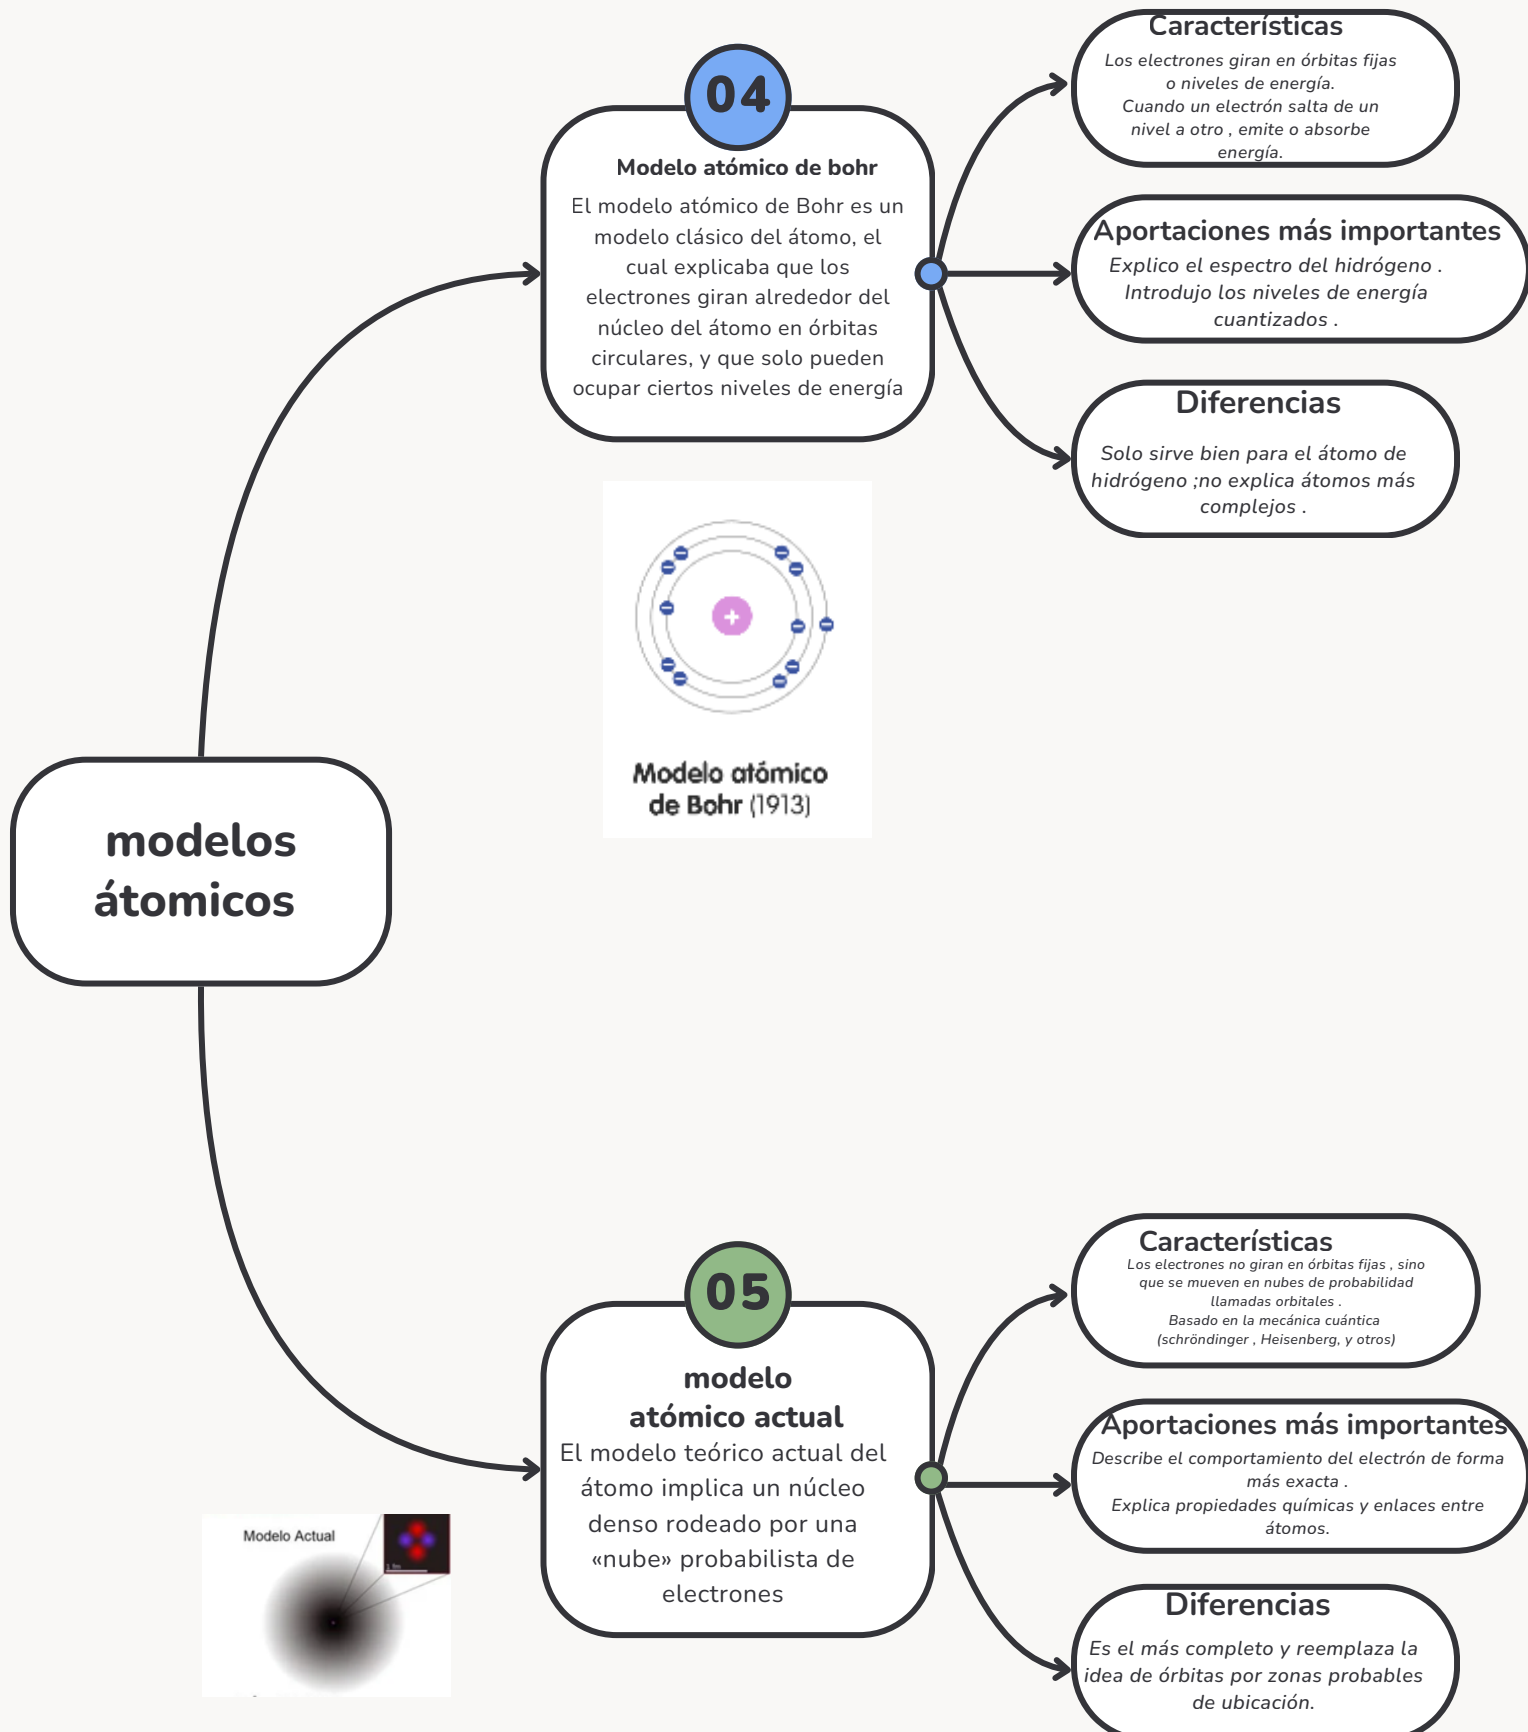 04
Modelo atómico de bohr
El modelo atómico de Bohr es un
modelo clásico del átomo, el
cual explicaba que los
electrones giran alrededor del
núcleo del átomo en órbitas
circulares, y que solo pueden
ocupar ciertos niveles de energía
Características
Los electrones giran en órbitas fijas
o niveles de energía.
Cuando un electrón salta de un
nivel a otro , emite o absorbe
energía.
Aportaciones más importantes
Explico el espectro del hidrógeno .
Introdujo los niveles de energía
cuantizados .
Diferencias
Solo sirve bien para el átomo de
hidrógeno ;no explica átomos más
complejos .
+
Modelo atómico
de Bohr (1913)
modelos
átomicos
05
modelo
atómico actual
El modelo teórico actual del
átomo implica un núcleo
denso rodeado por una
«nube» probabilista de
electrones
Características
Los electrones no giran en órbitas fijas , sino
que se mueven en nubes de probabilidad
llamadas orbitales .
Basado en la mecánica cuántica
(schröndinger , Heisenberg, y otros)
Aportaciones más importantes
Describe el comportamiento del electrón de forma
más exacta .
Explica propiedades químicas y enlaces entre
átomos.
Diferencias
Es el más completo y reemplaza la
idea de órbitas por zonas probables
de ubicación.
Modelo Actual